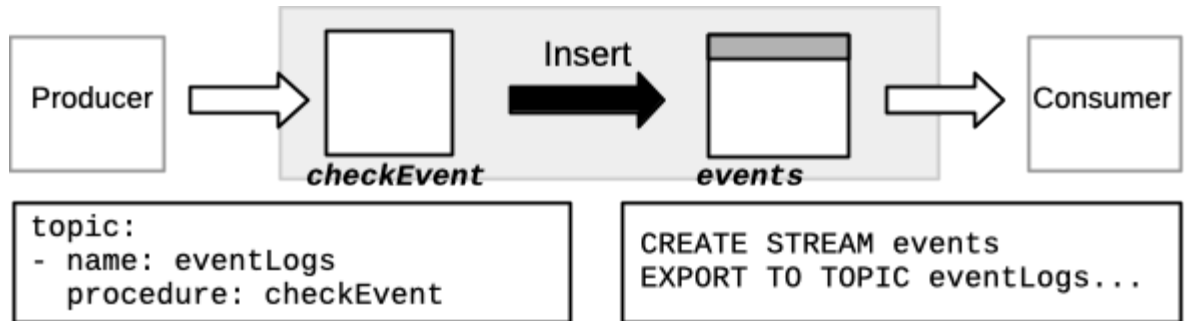 Producer
Insert
Consumer
checkEvent
events
topic:
- name: eventLogs
  procedure: checkEvent
CREATE STREAM events
EXPORT TO TOPIC eventLogs...